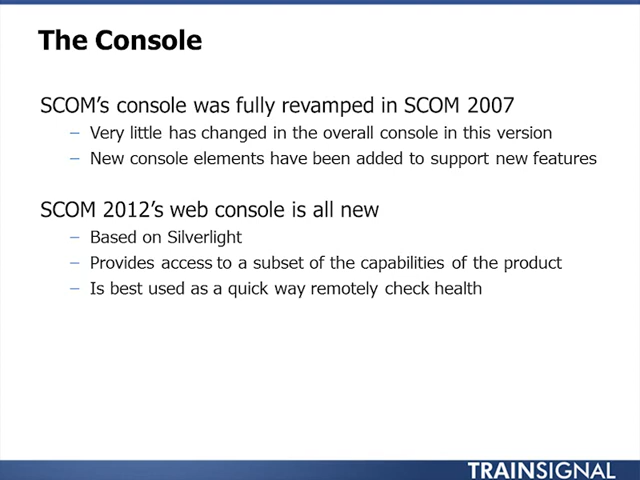 The Console
SCOM's console was fully revamped in SCOM 2007
– Very little has changed in the overall console in this version
– New console elements have been added to support new features
SCOM 2012's web console is all new
– Based on Silverlight
– Provides access to a subset of the capabilities of the product
– Is best used as a quick way remotely check health
TRAINSIGNAL